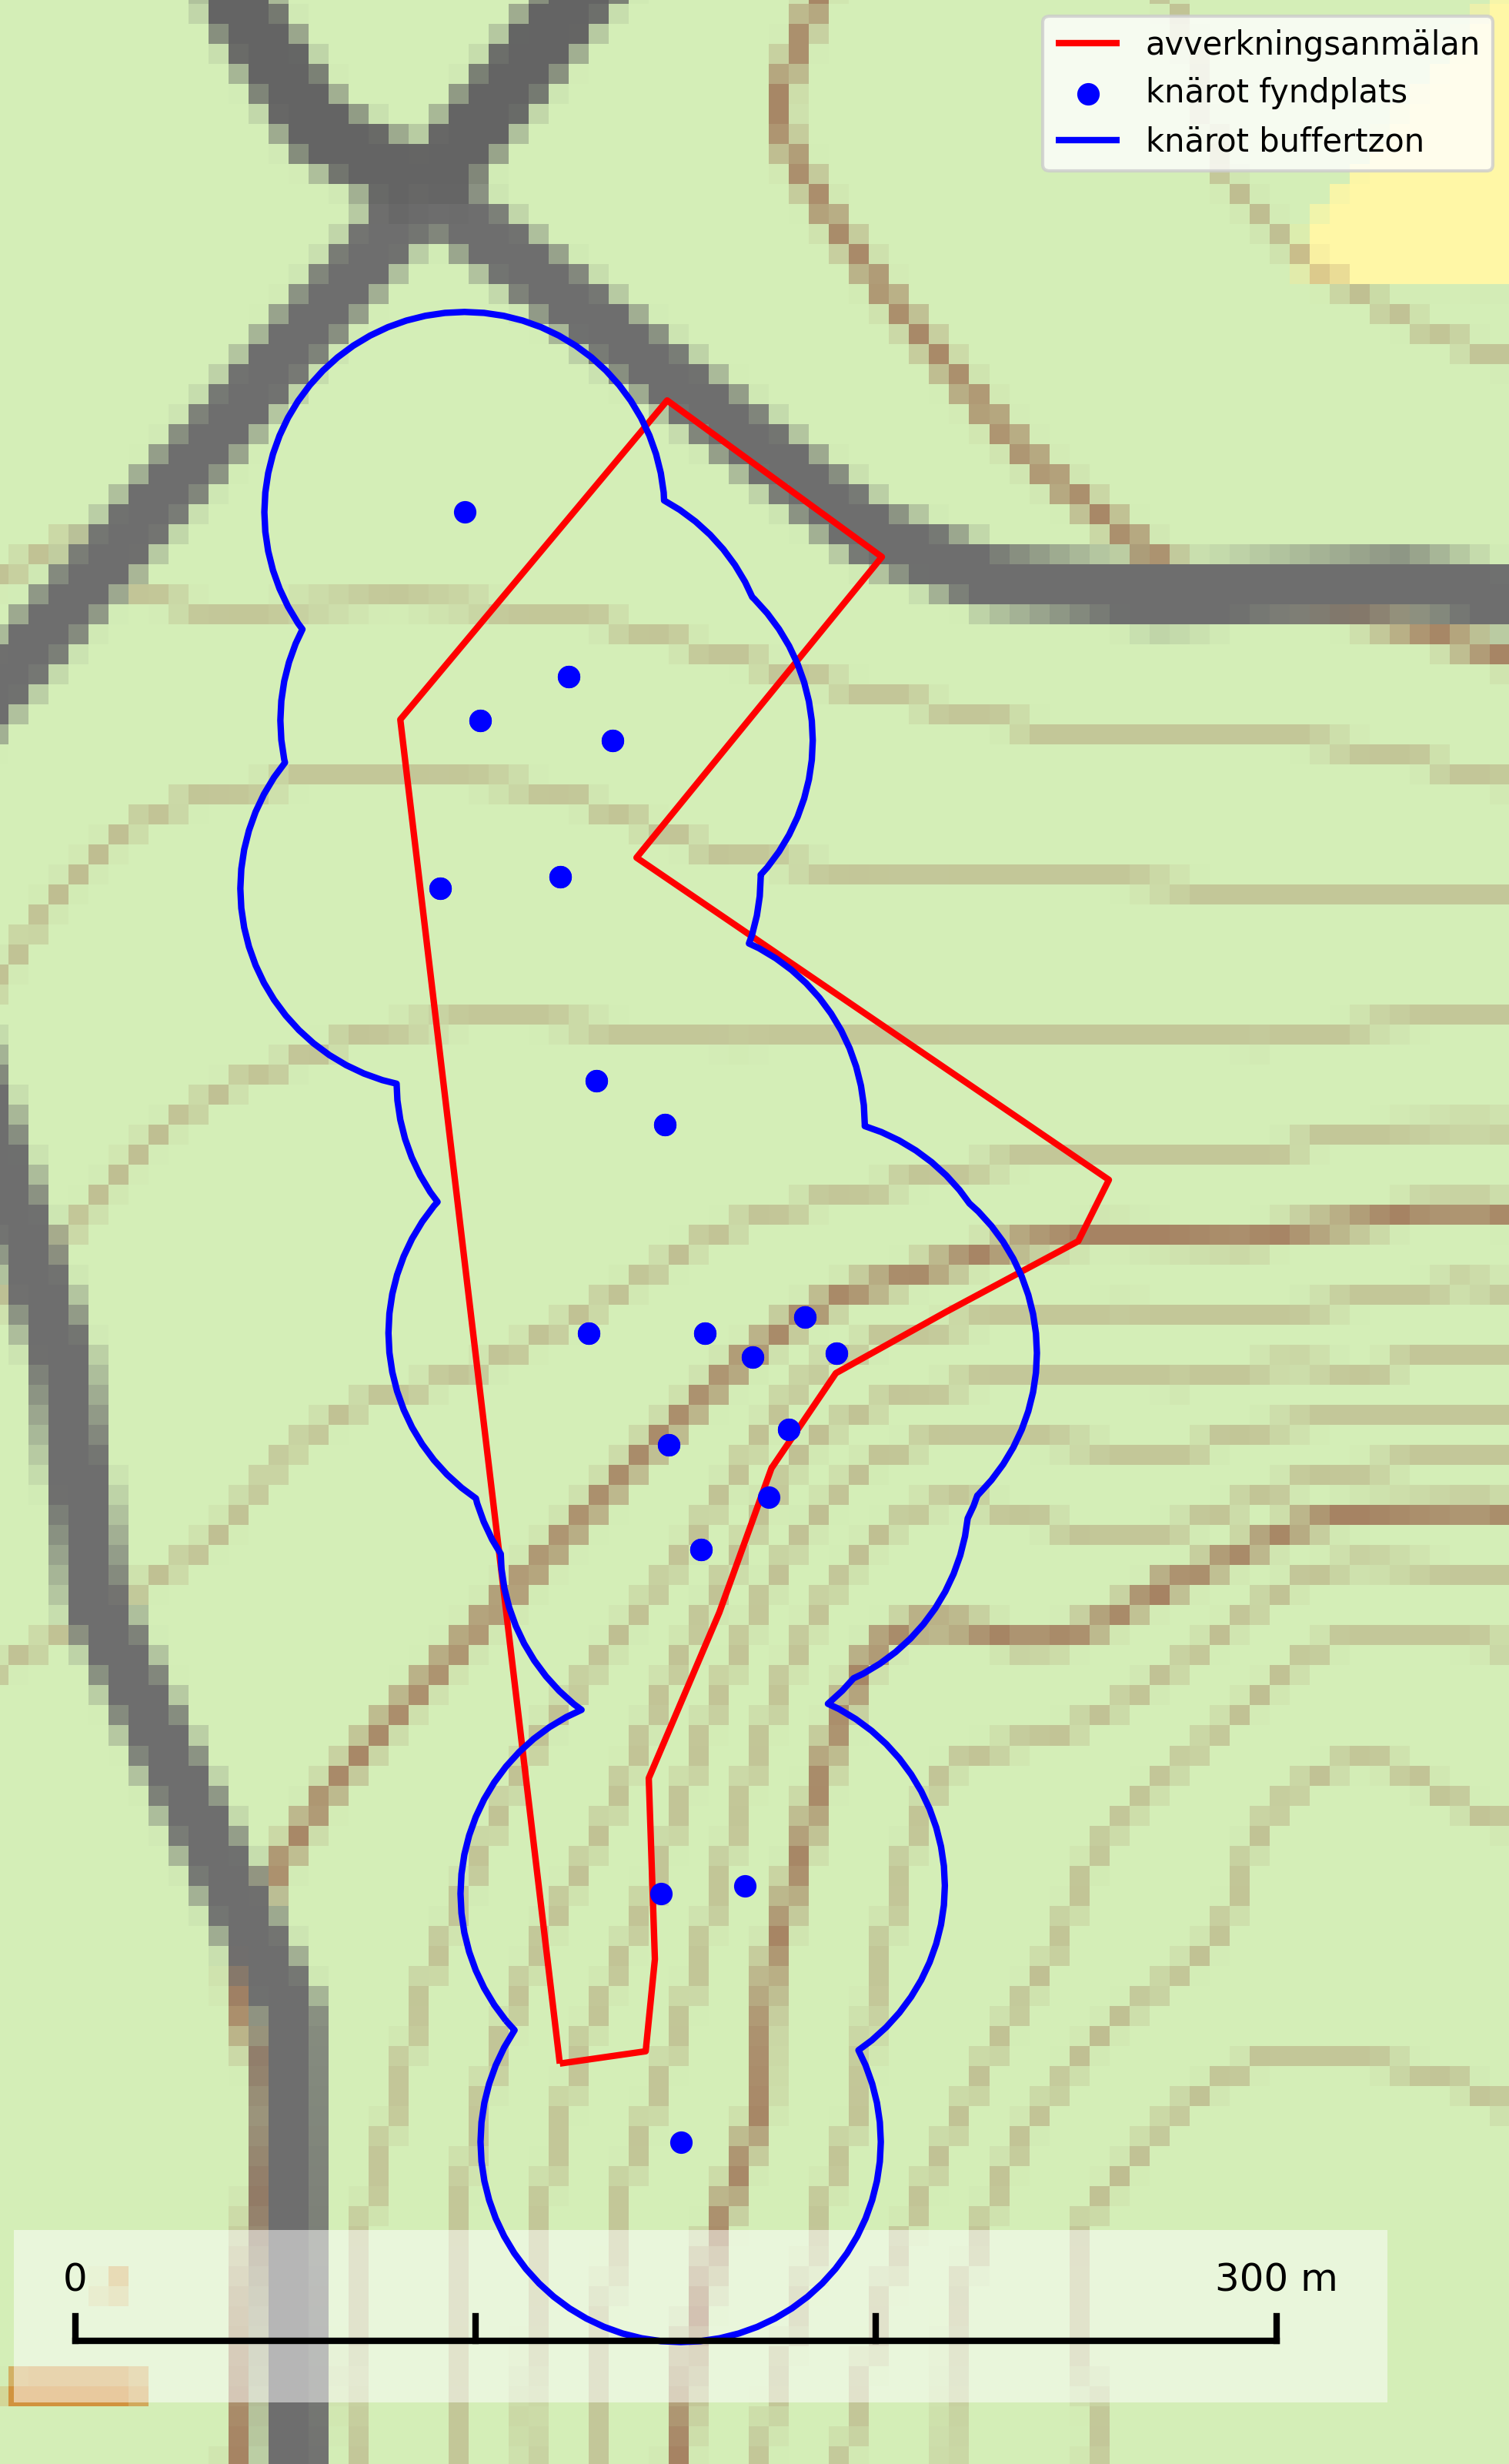 avverkningsanmälan
knärot fyndplats
knärot buffertzon
0 300 m